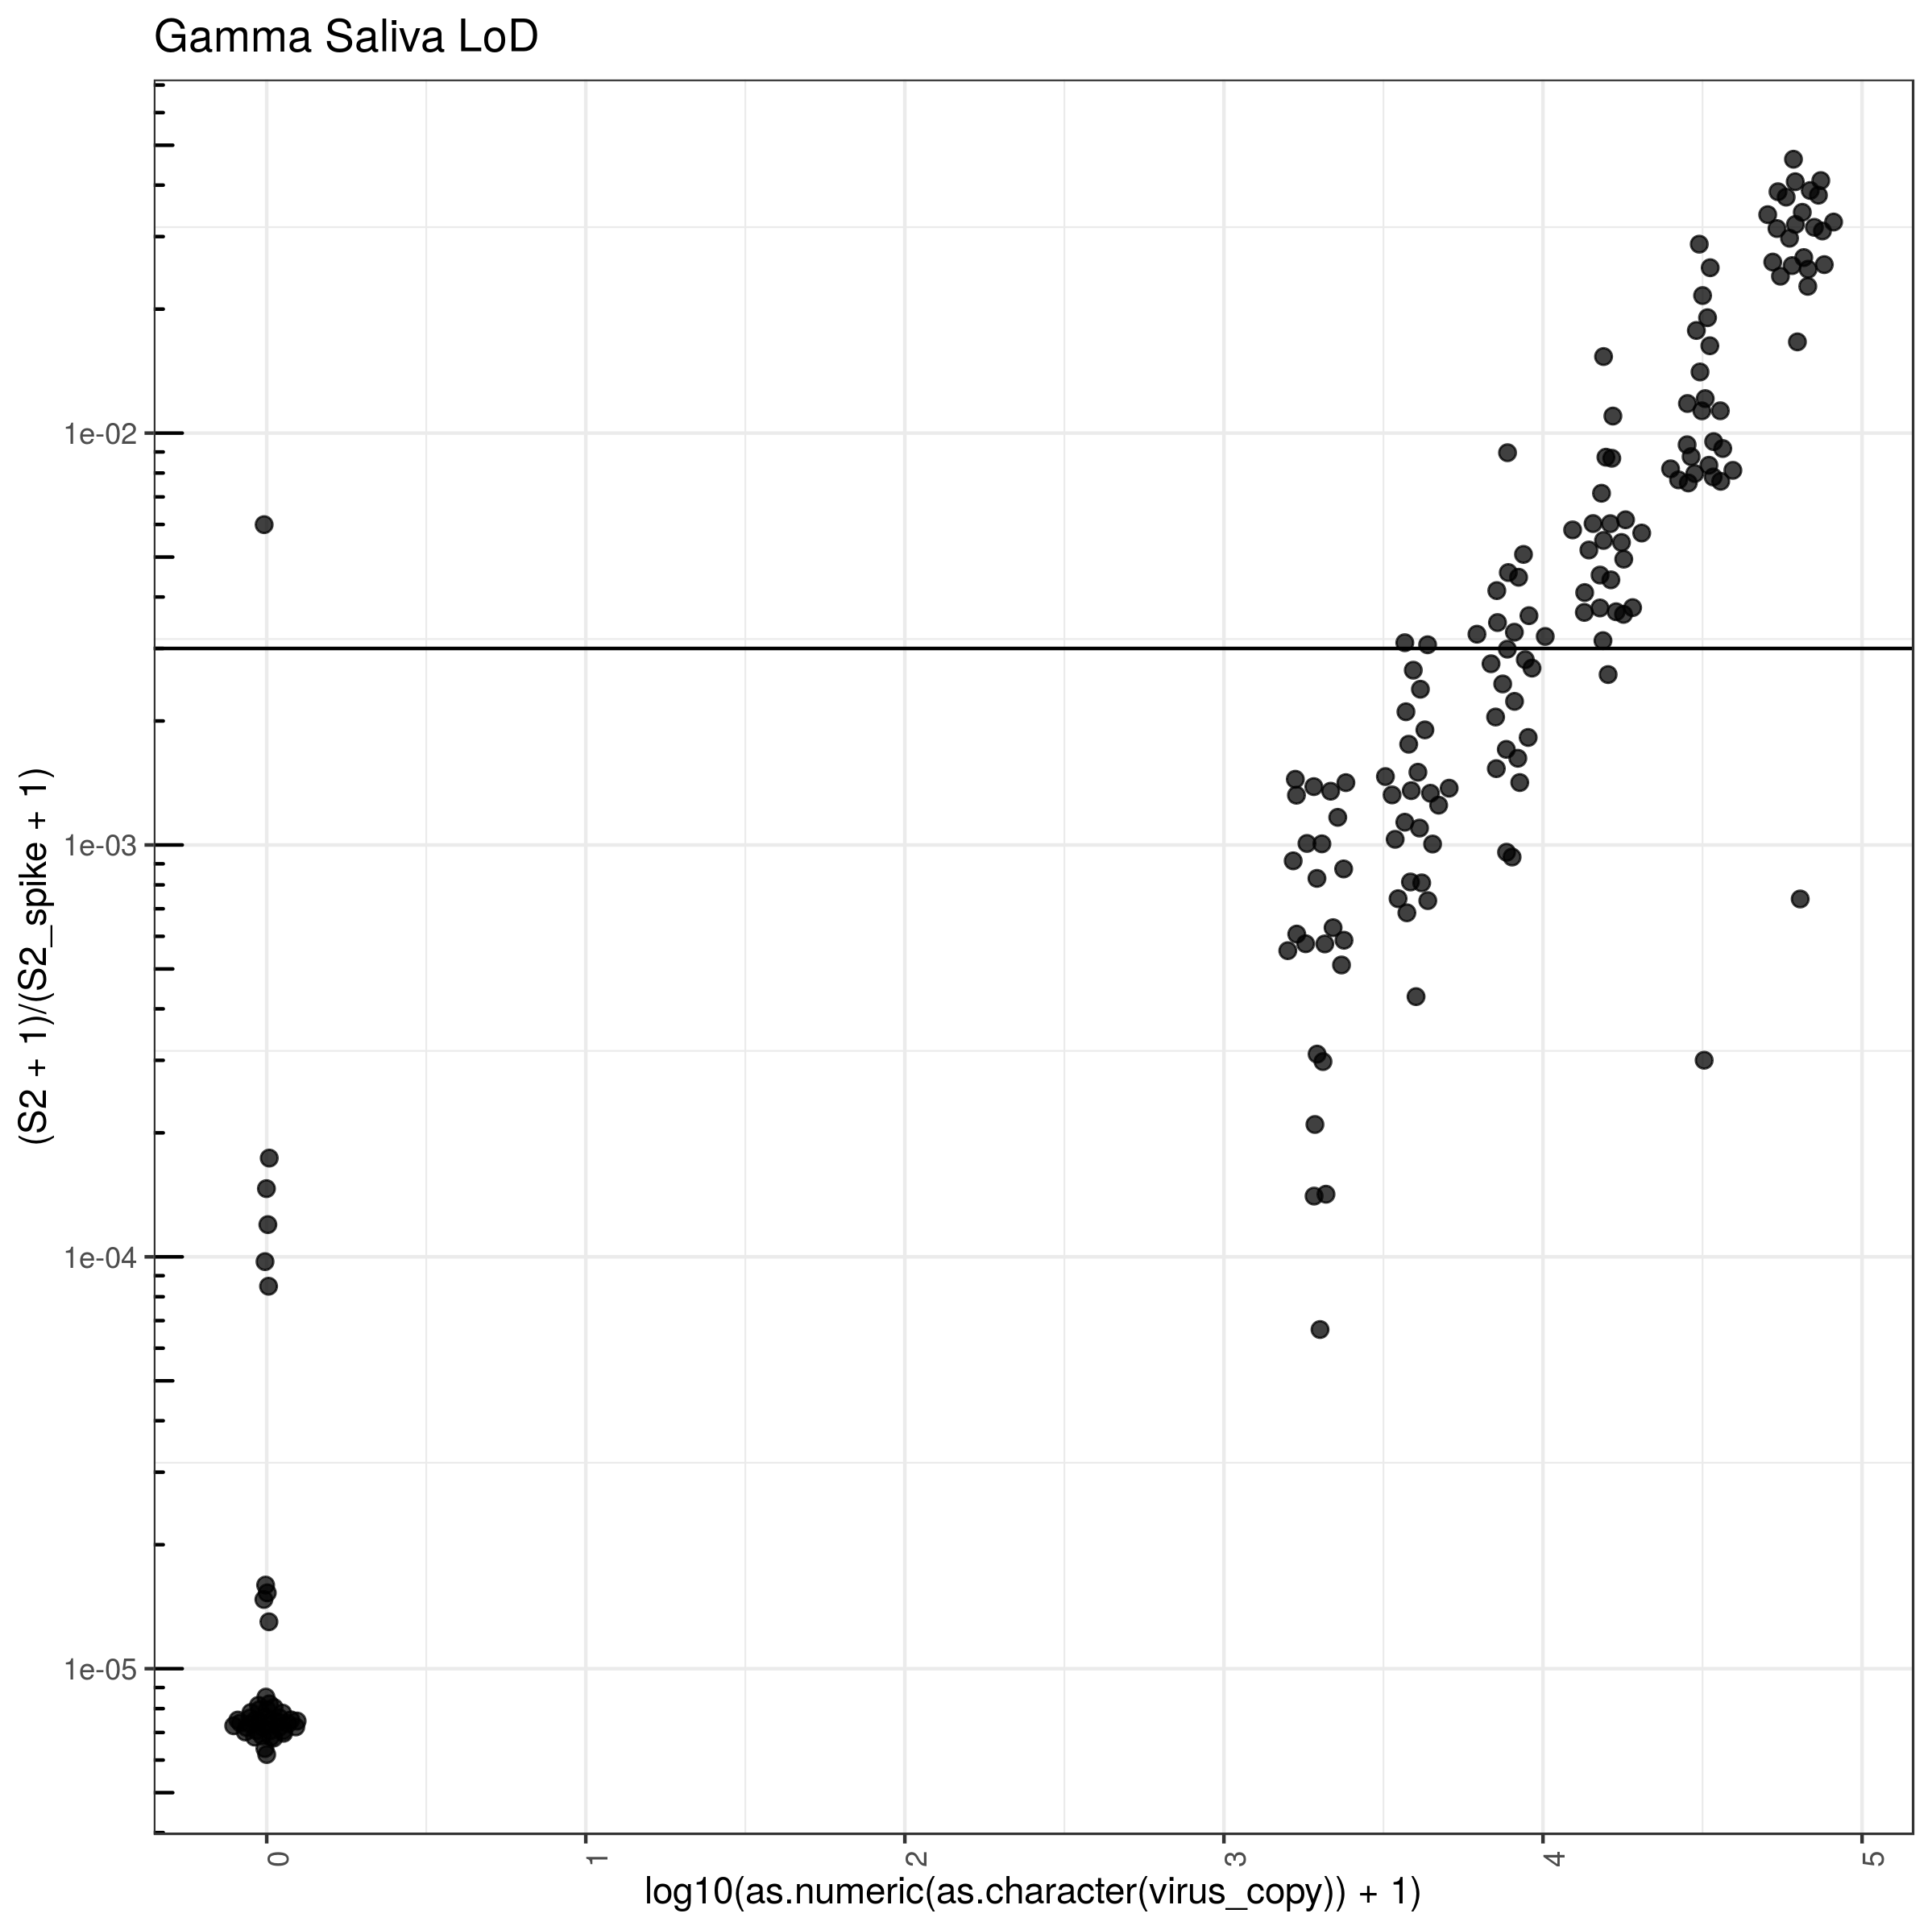 Gamma Saliva LoD
(S2 + 1)/(S2_spike + 1)
1e-02
1e-03
1e-04
1e-05
0
1
2
3
4
5
log10(as.numeric(as.character(virus_copy)) + 1)